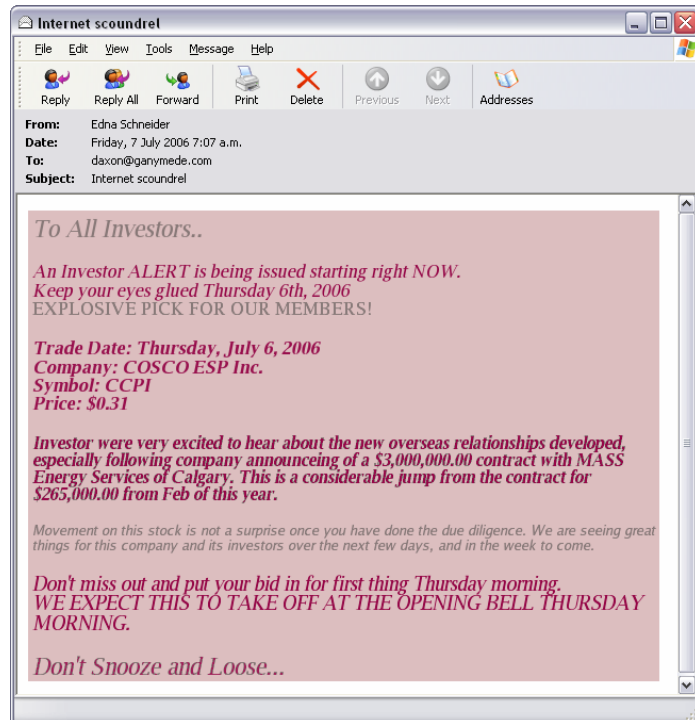 Internet scoundrel
File Edit View Tools Message Help
Reply Reply All Forward Print Delete Previous Next Addresses
From: Edna Schneider
Date: Friday, 7 July 2006 7:07 a.m.
To: daxon@ganymede.com
Subject: Internet scoundrel
To All Investors..
An Investor ALERT is being issued starting right NOW.
Keep your eyes glued Thursday 6th, 2006
EXPLOSIVE PICK FOR OUR MEMBERS!
Trade Date: Thursday, July 6, 2006
Company: COSCO ESP Inc.
Symbol: CCPI
Price: $0.31
Investor were very excited to hear about the new overseas relationships developed,
especially following company announceing of a $3,000,000.00 contract with MASS
Energy Services of Calgary. This is a considerable jump from the contract for
$265,000.00 from Feb of this year.
Movement on this stock is not a surprise once you have done the due diligence. We are seeing great
things for this company and its investors over the next few days, and in the week to come.
Don't miss out and put your bid in for first thing Thursday morning.
WE EXPECT THIS TO TAKE OFF AT THE OPENING BELL THURSDAY
MORNING.
Don't Snooze and Loose...